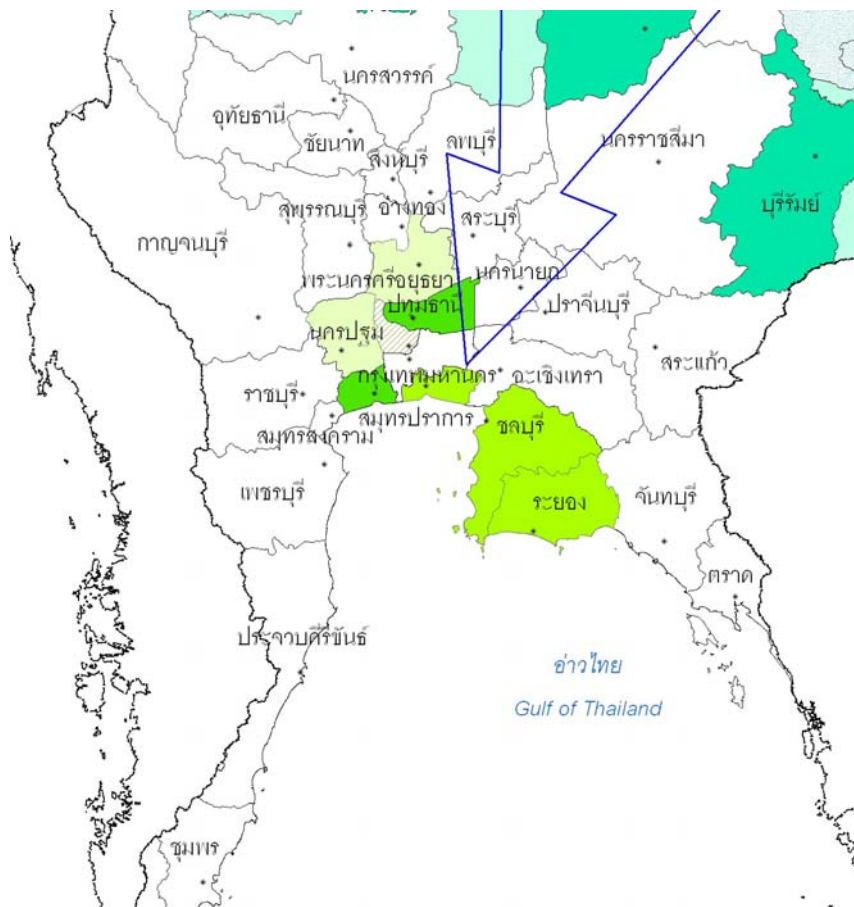 นครสวรรค์
อุทัยธานี
ชัยนาท
ลพบุรี
นครราชสีมา
สิงห์บุรี
บุรีรัมย์
สุพรรณบุรี
อ่างทอง
สระบุรี
กาญจนบุรี
พระนครศรีอยุธยา
นครนายก
ปทุมธานี
ปราจีนบุรี
นครปฐม
สระแก้ว
กรุงเทพมหานคร
ฉะเชิงเทรา
ราชบุรี
สมุทรปราการ
ชลบุรี
สมุทรสงคราม
เพชรบุรี
ระยอง
จันทบุรี
ตราด
ประจวบคีรีขันธ์
อ่าวไทย
Gulf of Thailand
ชุมพร